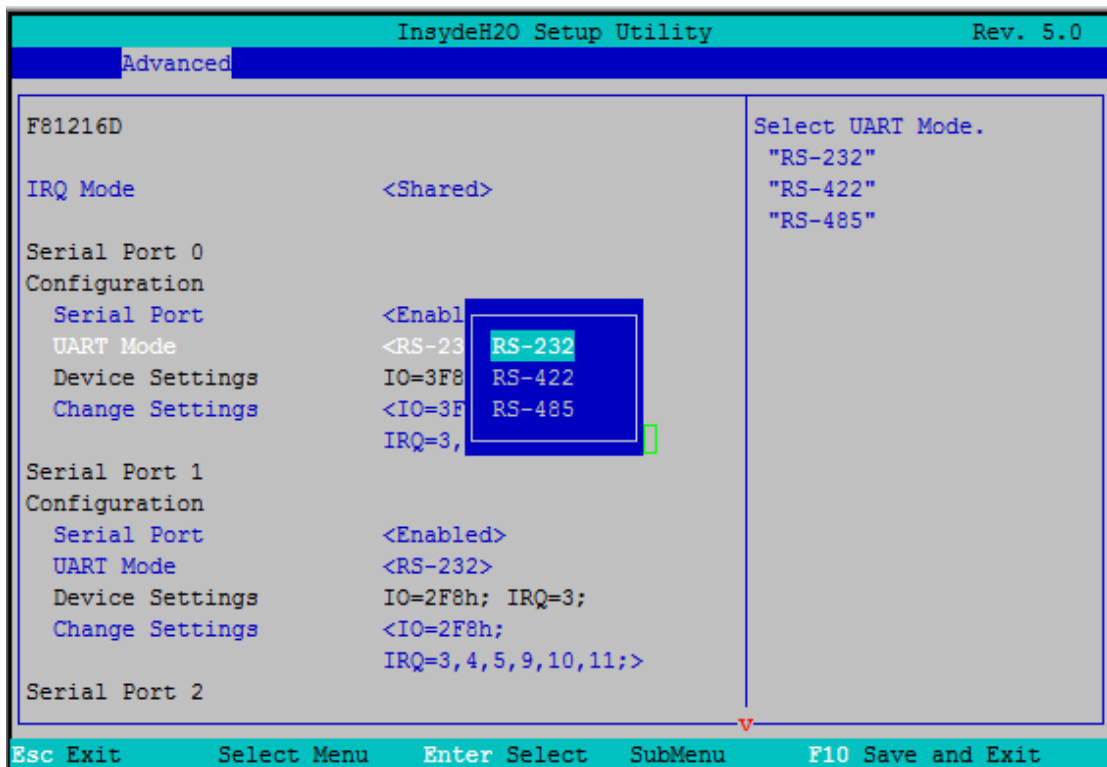 InsydeH2O Setup Utility Rev. 5.0
Advanced
F81216D
IRQ Mode <Shared>
Serial Port 0
Configuration
Serial Port <Enabl
UART Mode <RS-23
Device Settings IO=3F8
Change Settings <IO=3F
IRQ=3,
RS-232
RS-422
RS-485
Serial Port 1
Configuration
Serial Port <Enabled>
UART Mode <RS-232>
Device Settings IO=2F8h; IRQ=3;
Change Settings <IO=2F8h;
IRQ=3,4,5,9,10,11;>
Serial Port 2
Select UART Mode.
"RS-232"
"RS-422"
"RS-485"
v
Esc Exit Select Menu Enter Select SubMenu F10 Save and Exit